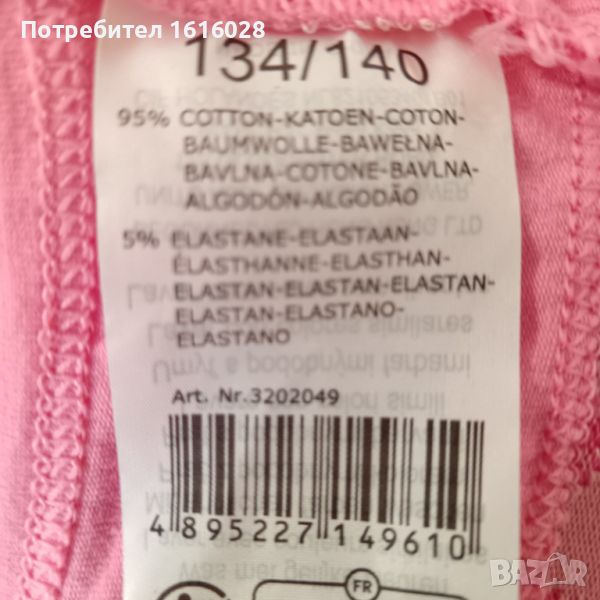 Потребител 1616028
134/140
95% COTTON-KATOEN-COTON-
BAUMWOLLE-BAWEŁNA-
BAVLNA-COTONE-BAVLNA-
ALGODÓN-ALGODÃO
5% ELASTANE-ELASTAAN-
ÉLASTHANNE-ELASTHAN-
ELASTAN-ELASTAN-ELASTAN-
ELASTAN-ELASTANO-
ELASTANO
Art. Nr.3202049
4 895227 149610
FR
BAZAR